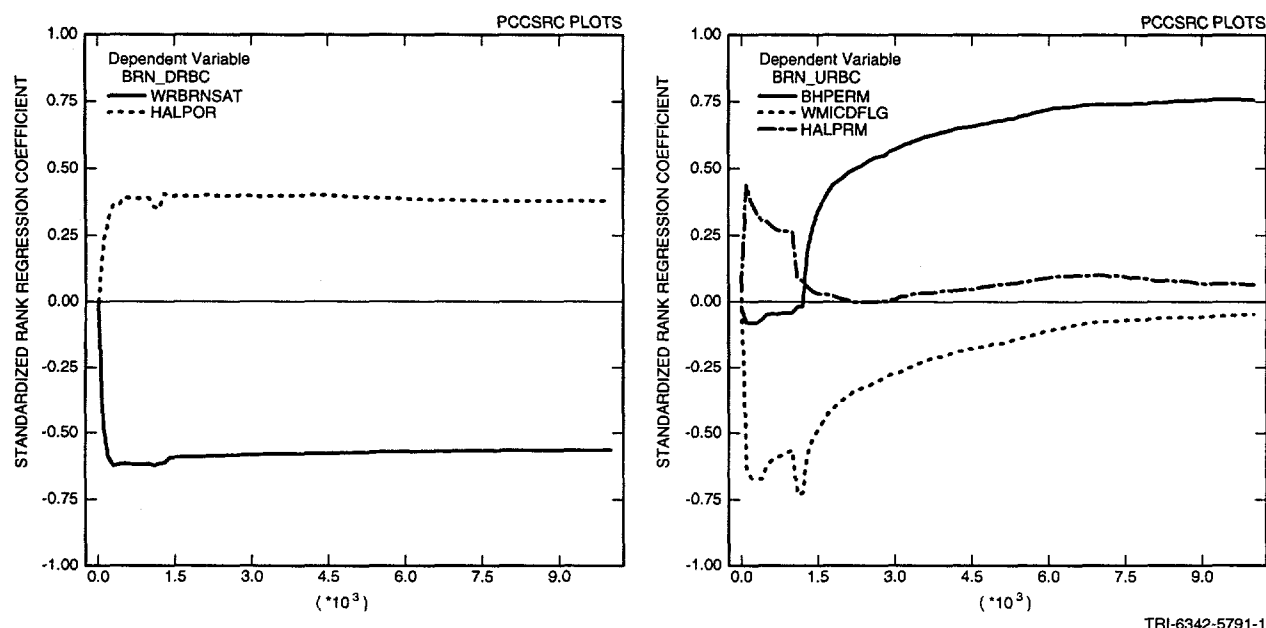 PCCSRC PLOTS
STANDARDIZED RANK REGRESSION COEFFICIENT
1.00
0.75
0.50
0.25
0.00
-0.25
-0.50
-0.75
-1.00
Dependent Variable
BRN_DRBC
WRBRNSAT
HALPOR
0.0 1.5 3.0 4.5 6.0 7.5 9.0
(*10³)
PCCSRC PLOTS
STANDARDIZED RANK REGRESSION COEFFICIENT
1.00
0.75
0.50
0.25
0.00
-0.25
-0.50
-0.75
-1.00
Dependent Variable
BRN_URBC
BHPERM
WMICDFLG
HALPRM
0.0 1.5 3.0 4.5 6.0 7.5 9.0
(*10³)
TRI-6342-5791-1